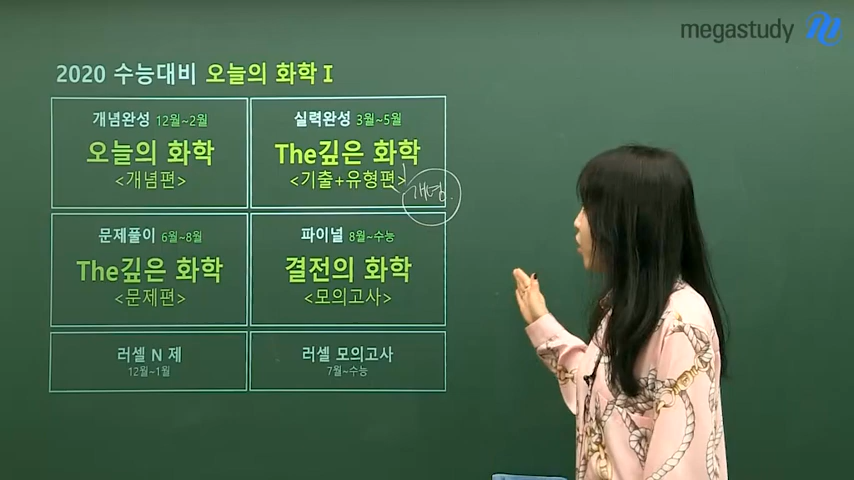 megastudy
2020 수능대비 오늘의 화학 I
개념완성 12월~2월
오늘의 화학
<개념편>
실력완성 3월~5월
The깊은 화학
<기출+유형편>
개념.
문제풀이 6월~8월
The깊은 화학
<문제편>
파이널 8월~수능
결전의 화학
<모의고사>
러셀 N 제
12월~1월
러셀 모의고사
7월~수능